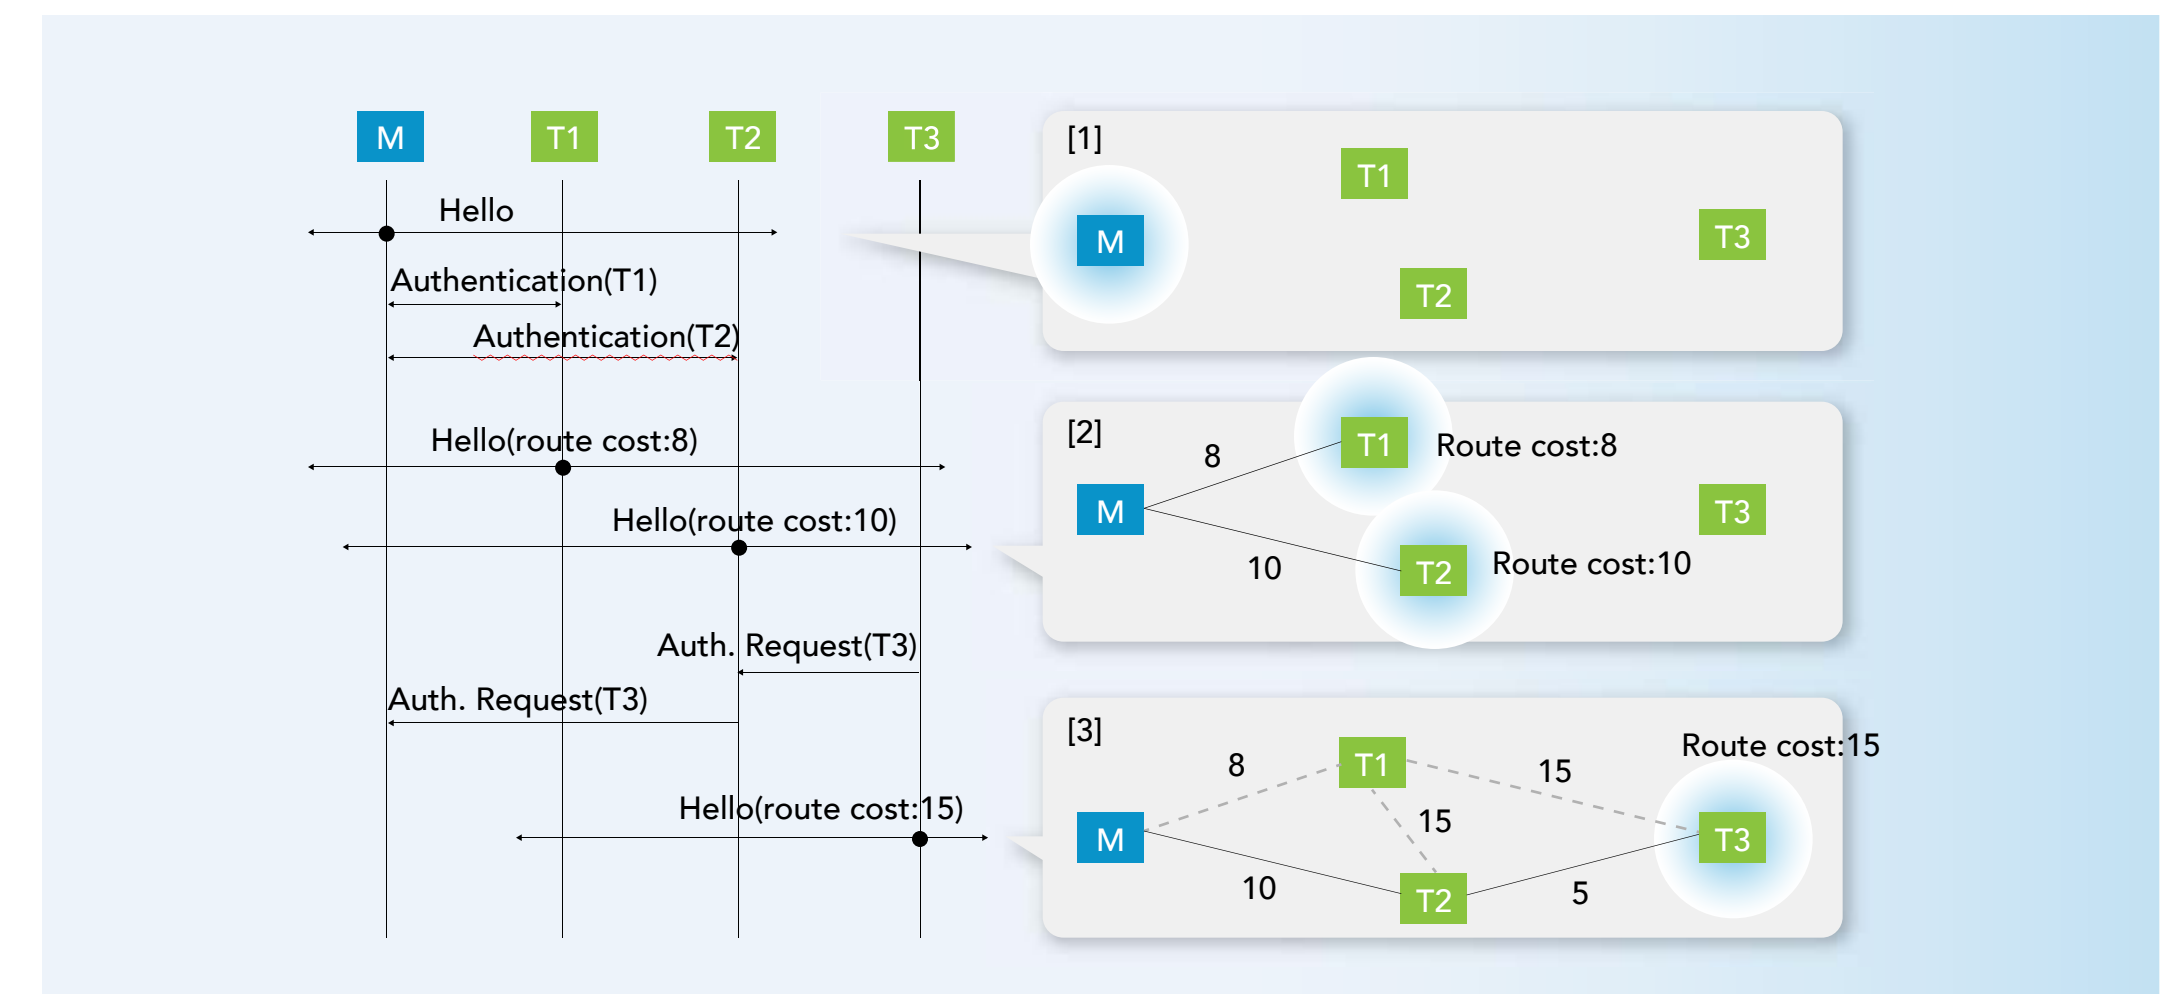 M
T1
T2
T3
Hello
Authentication(T1)
Authentication(T2)
Hello(route cost:8)
Hello(route cost:10)
Auth. Request(T3)
Auth. Request(T3)
Hello(route cost:15)
[1]
T1
M
T3
T2
[2]
T1
Route cost:8
8
M
T3
10
T2
Route cost:10
[3]
Route cost:15
8
T1
15
15
M
T3
10
T2
5